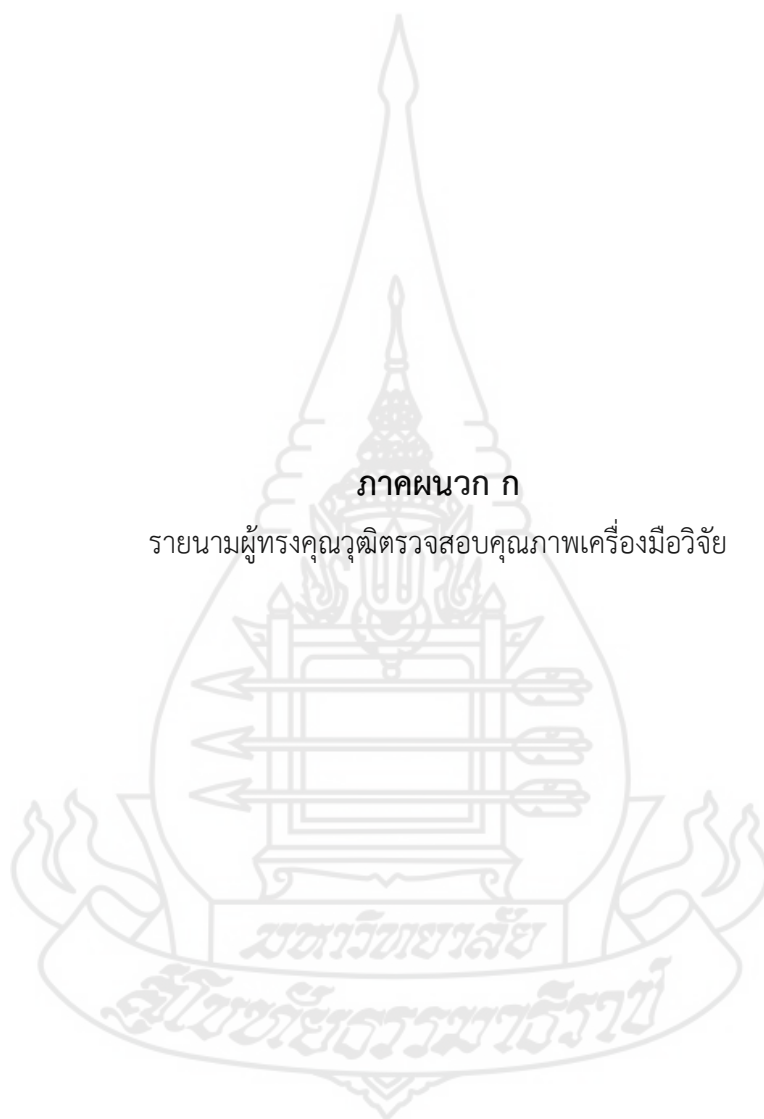 ภาคผนวก ก
รายนามผู้ทรงคุณวุฒิตรวจสอบคุณภาพเครื่องมือวิจัย
มหาวิทยาลัย
สุโขทัยธรรมาธิราช